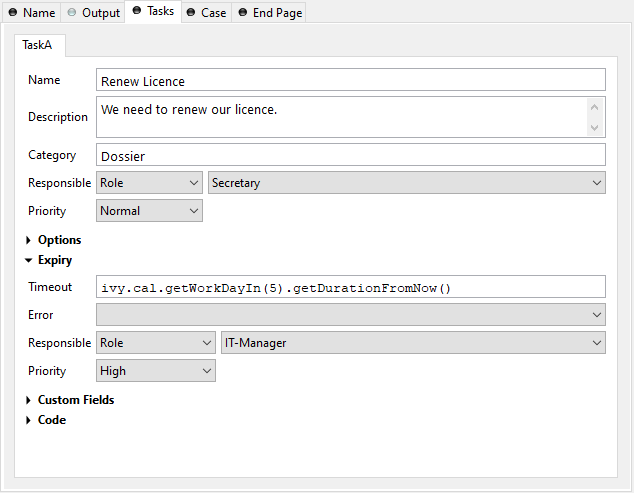 Name Output Tasks Case End Page
TaskA
Name Renew Licence
Description We need to renew our licence.
Category Dossier
Responsible Role Secretary
Priority Normal
Options
Expiry
Timeout ivy.cal.getWorkDayIn(5).getDurationFromNow()
Error
Responsible Role IT-Manager
Priority High
Custom Fields
Code